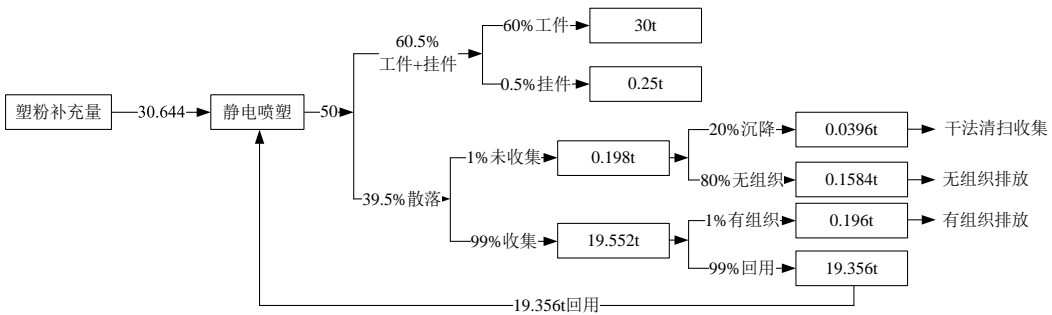 60%工件
30t
60.5%
工件+挂件
0.5%挂件
0.25t
塑粉补充量
30.644
静电喷塑
50
20%沉降
0.0396t
干法清扫收集
1%未收集
0.198t
80%无组织
0.1584t
无组织排放
39.5%散落
1%有组织
0.196t
有组织排放
99%收集
19.552t
99%回用
19.356t
19.356t回用